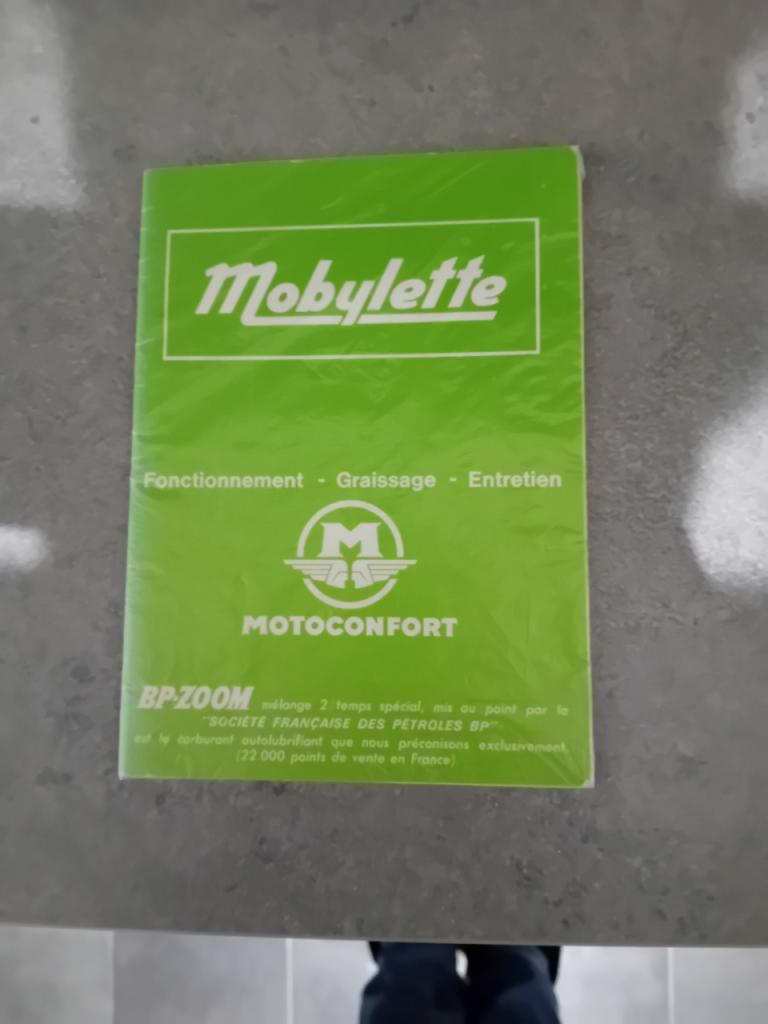 Mobylette
Fonctionnement - Graissage - Entretien
M
MOTOCONFORT
BP-ZOOM mélange 2 temps spécial, mis au point par la
"SOCIÉTÉ FRANÇAISE DES PÉTROLES BP"
est le carburant autolubrifiant que nous préconisons exclusivement
(22.000 points de vente en France)